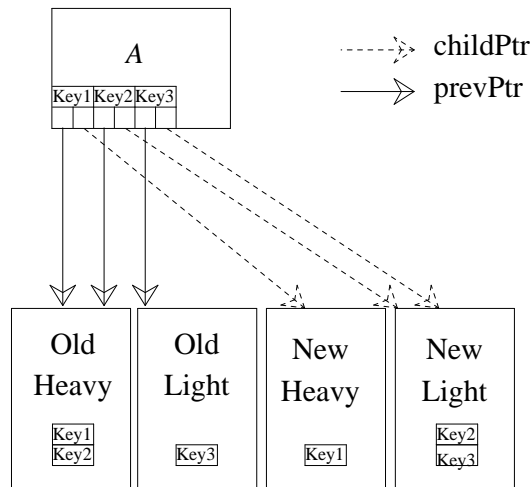 A
Key1 Key2 Key3
childPtr
prevPtr
Old
Heavy
Key1
Key2
Old
Light
Key3
New
Heavy
Key1
New
Light
Key2
Key3